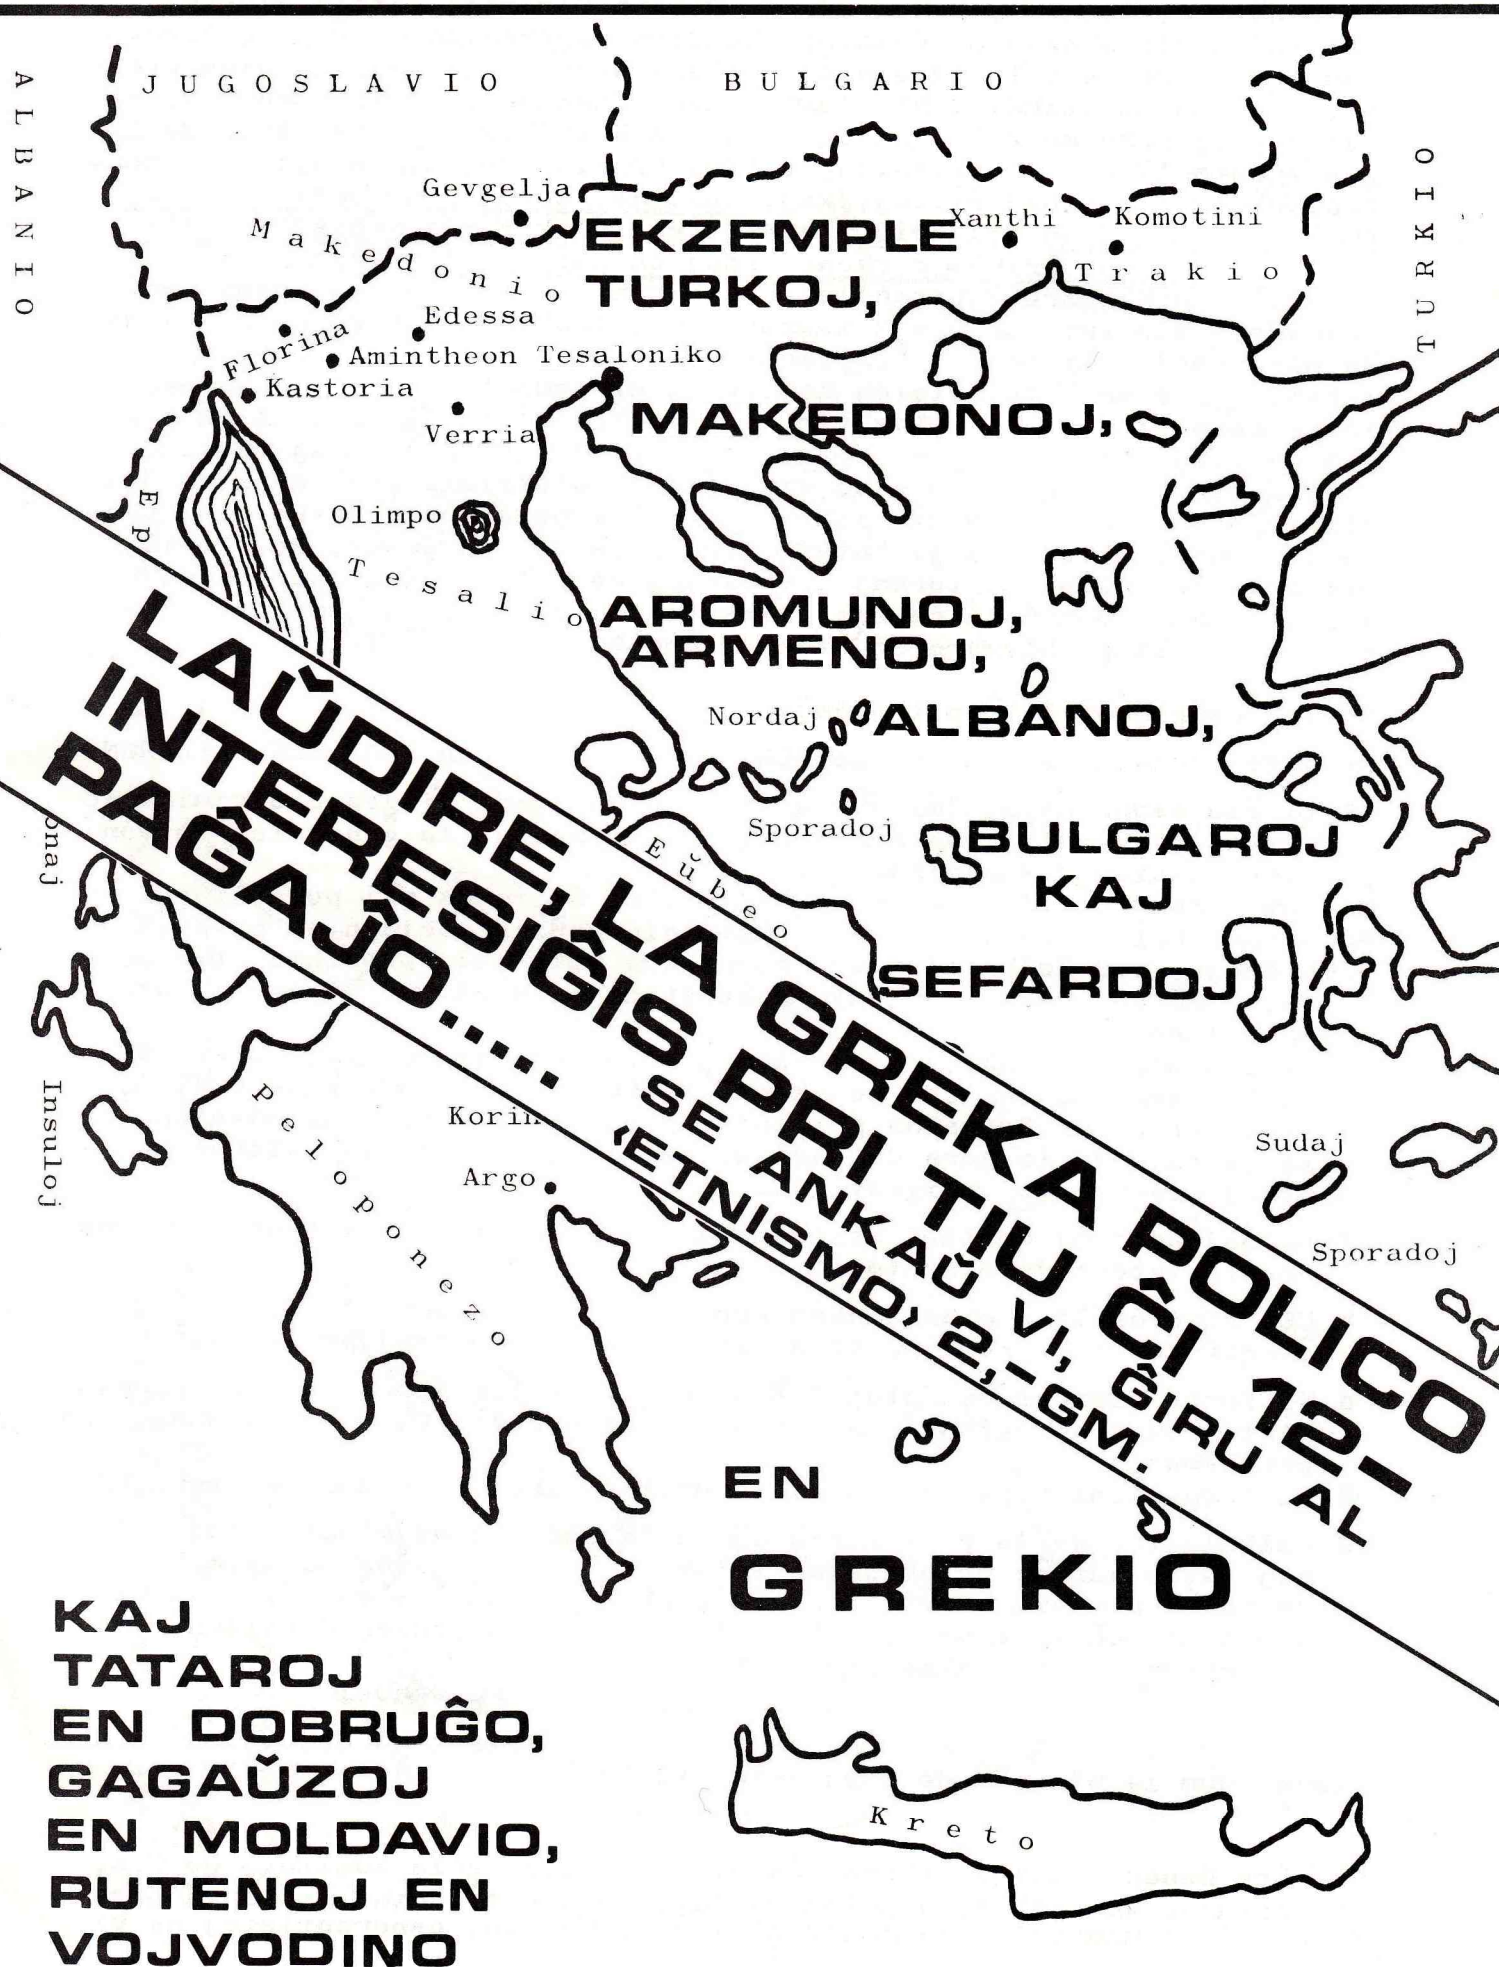 JUGOSLAVIO
BULGARIO
ALBANIO
TURKIO
Gevgelja
Makedonio
EKZEMPLE
Xanthi
Komotini
TURKOJ,
Trakio
Edessa
Florina
Amintheon Tesaloniko
Kastoria
MAKEDONOJ,
Verria
Ep
Olimpo
Tesalio
AROMUNOJ,
ARMENOJ,
Nordaj
ALBANOJ,
Sporadoj
BULGAROJ
KAJ
Eŭbeo
SEFARDOJ
LAŬDIRE, LA GREKA POLICO
INTERESIĜIS PRI TIU ĈI 12-
PAĜAĴO.....
SE ANKAŬ VI, ĜIRU AL
‹ETNISMO› 2,-GM.
onaj
Insuloj
Peloponezo
Korin
Argo
Sudaj
Sporadoj
EN
GREKIO
KAJ
TATAROJ
EN DOBRUĜO,
GAGAŬZOJ
EN MOLDAVIO,
RUTENOJ EN
VOJVODINO
Kreto